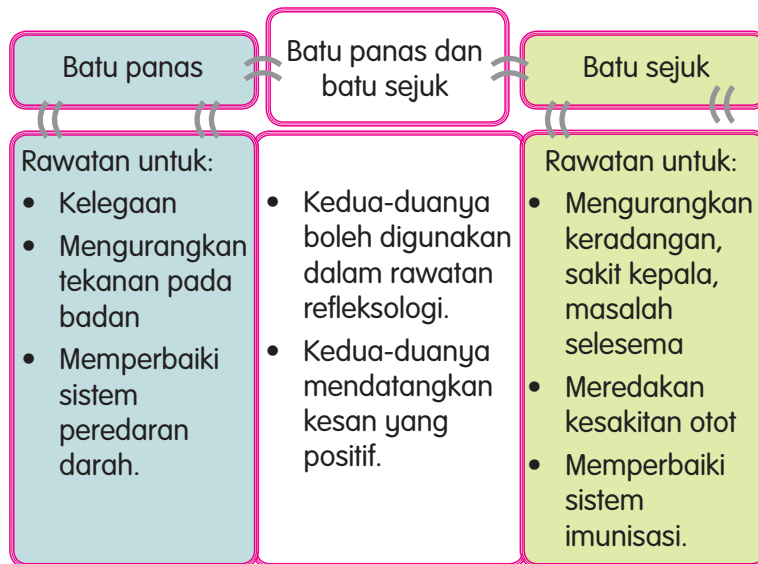 Batu panas
Batu panas dan
batu sejuk
Batu sejuk
Rawatan untuk:
• Kelegaan
• Mengurangkan
tekanan pada
badan
• Memperbaiki
sistem
peredaran
darah.
• Kedua-duanya
boleh digunakan
dalam rawatan
refleksologi.
• Kedua-duanya
mendatangkan
kesan yang
positif.
Rawatan untuk:
• Mengurangkan
keradangan,
sakit kepala,
masalah
selesema
• Meredakan
kesakitan otot
• Memperbaiki
sistem
imunisasi.